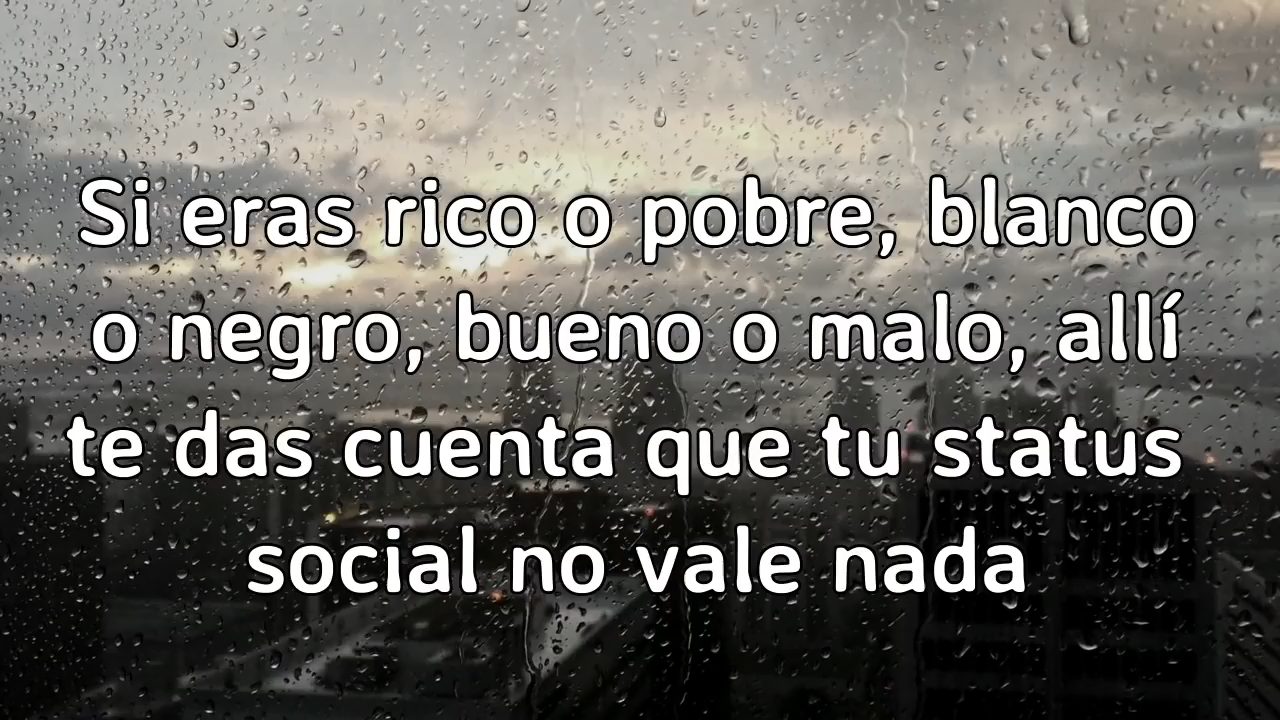 Si eras rico o pobre, blanco
o negro, bueno o malo, allí
te das cuenta que tu status
social no vale nada